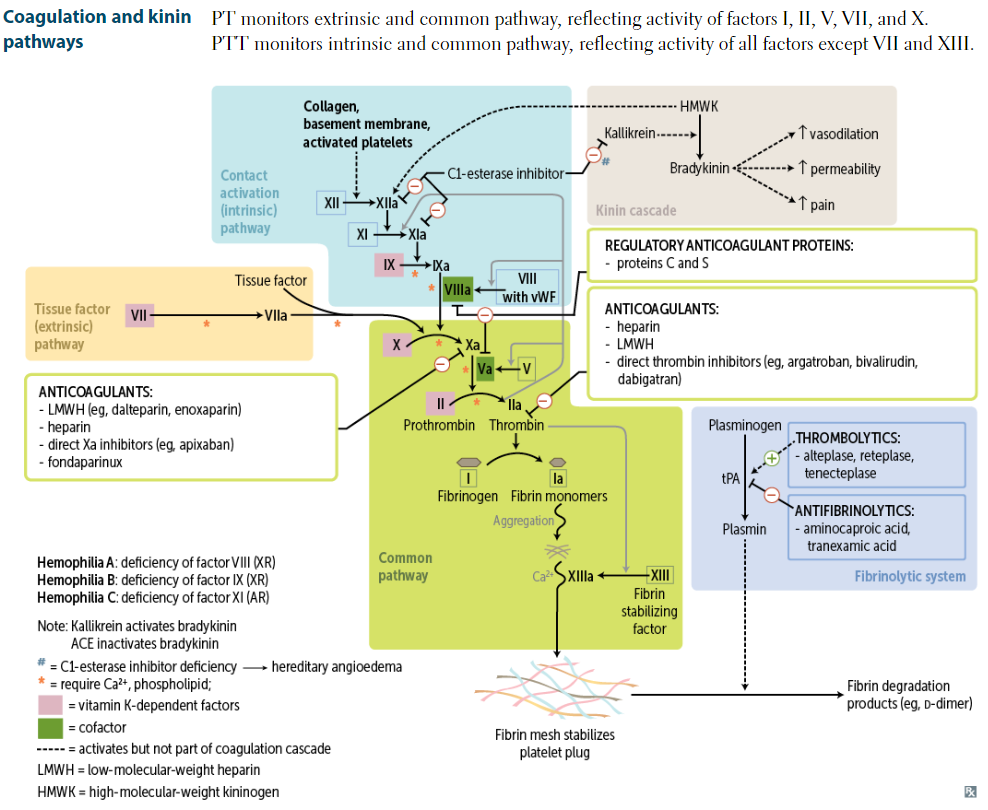 Coagulation and kinin
pathways
PT monitors extrinsic and common pathway, reflecting activity of factors I, II, V, VII, and X.
PTT monitors intrinsic and common pathway, reflecting activity of all factors except VII and XIII.
Collagen,
basement membrane,
activated platelets
Contact
activation
(intrinsic)
pathway
XII
XIIa
C1-esterase inhibitor
XI
XIa
IX
IXa
VIIIa
VIII
with vWF
HMWK
Kallikrein
#
Bradykinin
↑ vasodilation
↑ permeability
↑ pain
Kinin cascade
REGULATORY ANTICOAGULANT PROTEINS:
- proteins C and S
Tissue factor
Tissue factor
(extrinsic)
pathway
VII
*
VIIa
*
*
*
ANTICOAGULANTS:
- heparin
- LMWH
- direct thrombin inhibitors (eg, argatroban, bivalirudin,
dabigatran)
X
*
Xa
*
Va
V
II
*
IIa
Prothrombin
Thrombin
ANTICOAGULANTS:
- LMWH (eg, dalteparin, enoxaparin)
- heparin
- direct Xa inhibitors (eg, apixaban)
- fondaparinux
I
Ia
Fibrinogen
Fibrin monomers
Aggregation
Common
pathway
Ca²⁺
XIIIa
XIII
Fibrin
stabilizing
factor
Plasminogen
tPA
Plasmin
THROMBOLYTICS:
- alteplase, reteplase,
tenecteplase
ANTIFIBRINOLYTICS:
- aminocaproic acid,
tranexamic acid
Fibrinolytic system
Hemophilia A: deficiency of factor VIII (XR)
Hemophilia B: deficiency of factor IX (XR)
Hemophilia C: deficiency of factor XI (AR)
Note: Kallikrein activates bradykinin
ACE inactivates bradykinin
# = C1-esterase inhibitor deficiency → hereditary angioedema
* = require Ca²⁺, phospholipid;
= vitamin K-dependent factors
= cofactor
= activates but not part of coagulation cascade
LMWH = low-molecular-weight heparin
HMWK = high-molecular-weight kininogen
Fibrin mesh stabilizes
platelet plug
Fibrin degradation
products (eg, D-dimer)
Rx